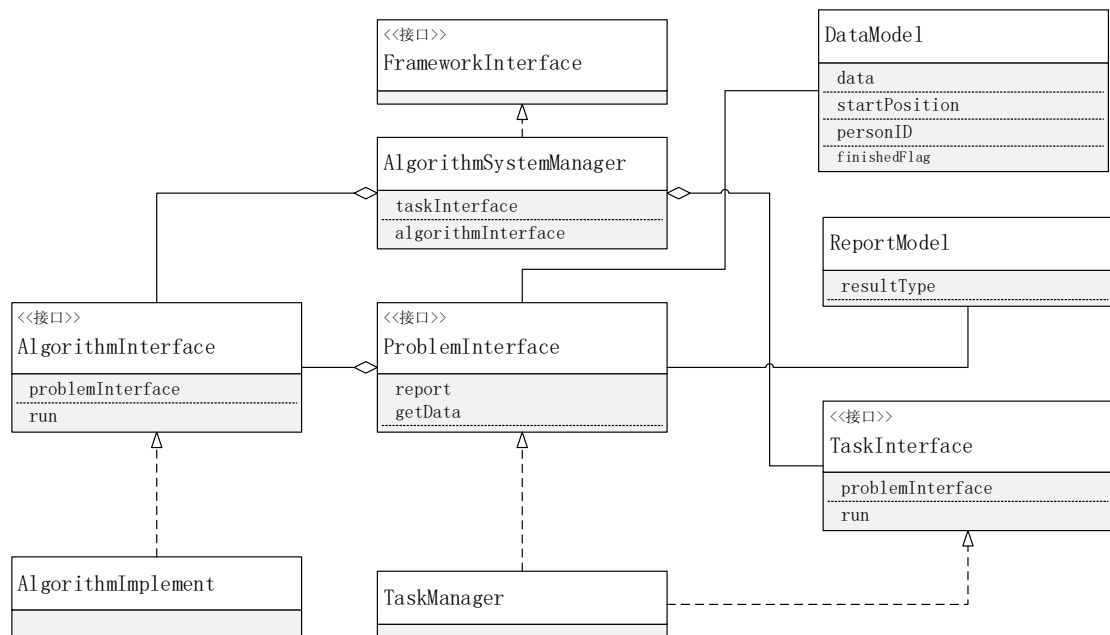 <<接口>>
FrameworkInterface
AlgorithmSystemManager
taskInterface
algorithmInterface
DataModel
data
startPosition
personID
finishedFlag
ReportModel
resultType
<<接口>>
AlgorithmInterface
problemInterface
run
<<接口>>
ProblemInterface
report
getData
<<接口>>
TaskInterface
problemInterface
run
AlgorithmImplement
TaskManager